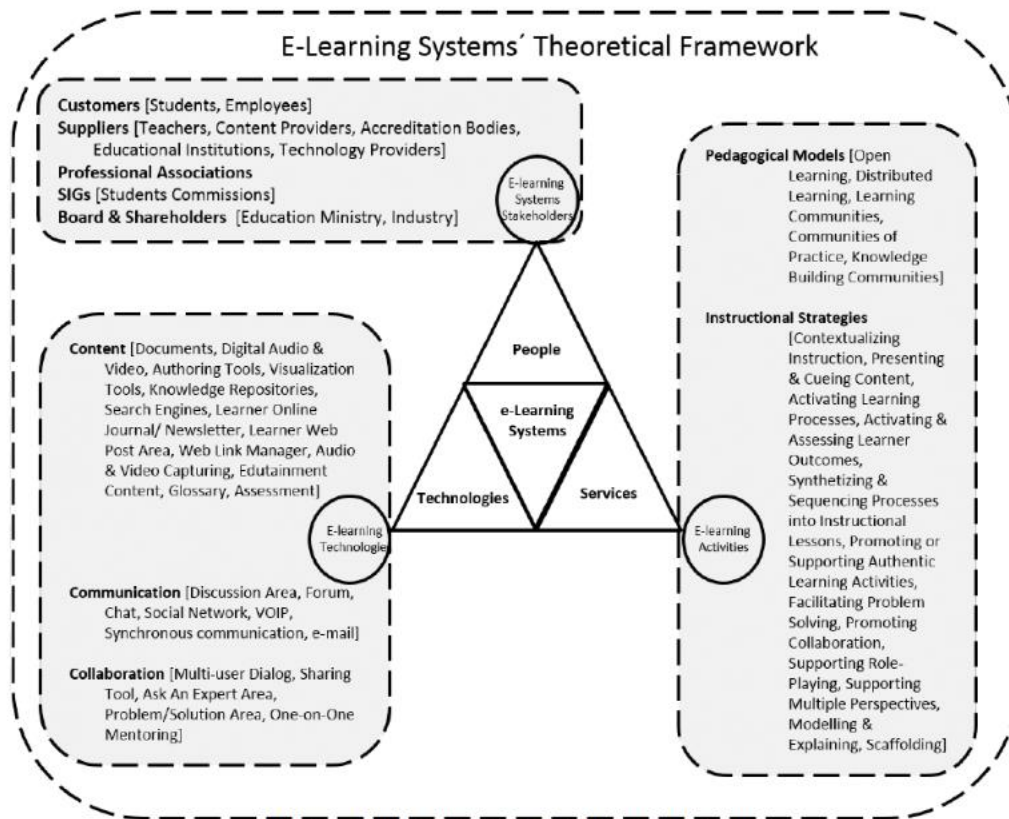 E-Learning Systems´ Theoretical Framework
Customers [Students, Employees]
Suppliers [Teachers, Content Providers, Accreditation Bodies,
Educational Institutions, Technology Providers]
Professional Associations
SIGs [Students Commissions]
Board & Shareholders [Education Ministry, Industry]
E-learning
Systems
Stakeholders
Pedagogical Models [Open
Learning, Distributed
Learning, Learning
Communities,
Communities of
Practice, Knowledge
Building Communities]
Instructional Strategies
[Contextualizing
Instruction, Presenting
& Cueing Content,
Activating Learning
Processes, Activating &
Assessing Learner
Outcomes,
Synthetizing &
Sequencing Processes
into Instructional
Lessons, Promoting or
Supporting Authentic
Learning Activities,
Facilitating Problem
Solving, Promoting
Collaboration,
Supporting Role-
Playing, Supporting
Multiple Perspectives,
Modelling &
Explaining, Scaffolding]
People
e-Learning
Systems
Technologies
Services
E-learning
Activities
Content [Documents, Digital Audio &
Video, Authoring Tools, Visualization
Tools, Knowledge Repositories,
Search Engines, Learner Online
Journal/ Newsletter, Learner Web
Post Area, Web Link Manager, Audio
& Video Capturing, Edutainment
Content, Glossary, Assessment]
E-learning
Technologie
Communication [Discussion Area, Forum,
Chat, Social Network, VOIP,
Synchronous communication, e-mail]
Collaboration [Multi-user Dialog, Sharing
Tool, Ask An Expert Area,
Problem/Solution Area, One-on-One
Mentoring]